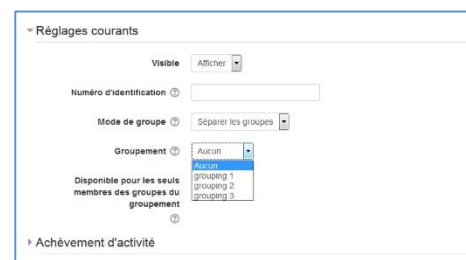 Réglages courants
Visible Afficher
Numéro d'identification
Mode de groupe Séparer les groupes
Groupement Aucun
Aucun
grouping 1
grouping 2
grouping 3
Disponible pour les seuls
membres des groupes du
groupement
Achèvement d'activité